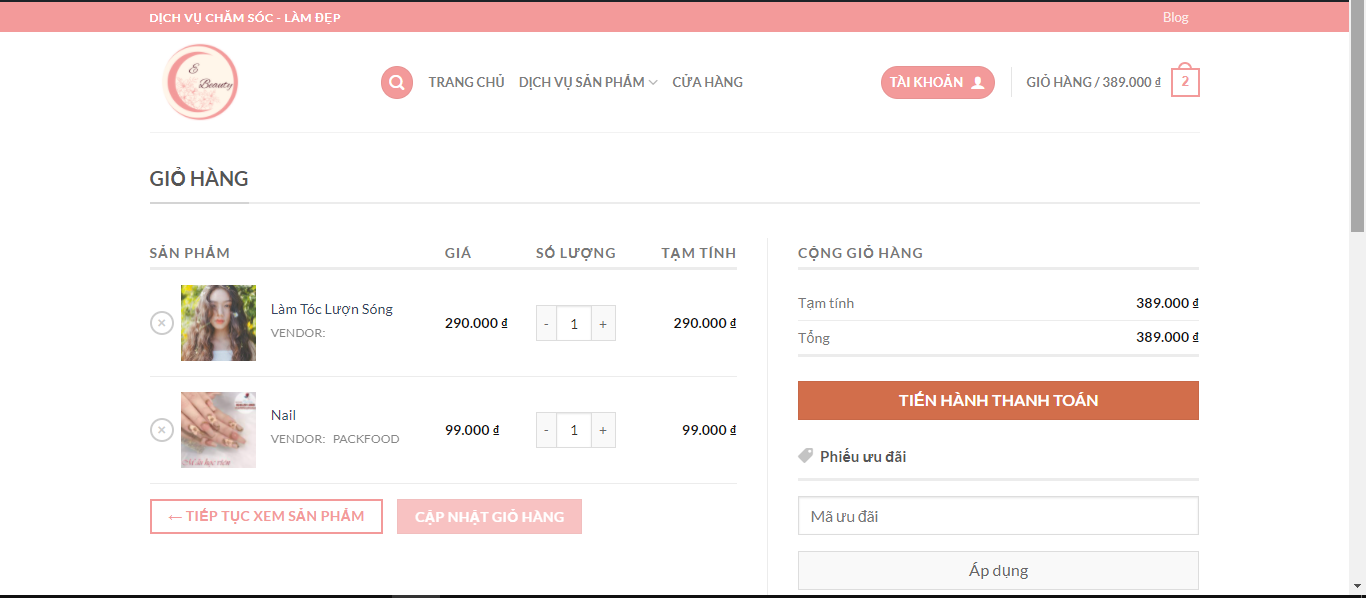 DỊCH VỤ CHĂM SÓC - LÀM ĐẸP
Blog
E
Beauty
TRANG CHỦ
DỊCH VỤ SẢN PHẨM
CỬA HÀNG
TÀI KHOẢN
GIỎ HÀNG / 389.000 ₫
2
GIỎ HÀNG
SẢN PHẨM GIÁ SỐ LƯỢNG TẠM TÍNH
× Làm Tóc Lượn Sóng 290.000 ₫ - 1 + 290.000 ₫
VENDOR:
× Nail 99.000 ₫ - 1 + 99.000 ₫
VENDOR: PACKFOOD
← TIẾP TỤC XEM SẢN PHẨM
CẬP NHẬT GIỎ HÀNG
CỘNG GIỎ HÀNG
Tạm tính 389.000 ₫
Tổng 389.000 ₫
TIẾN HÀNH THANH TOÁN
Phiếu ưu đãi
Mã ưu đãi
Áp dụng